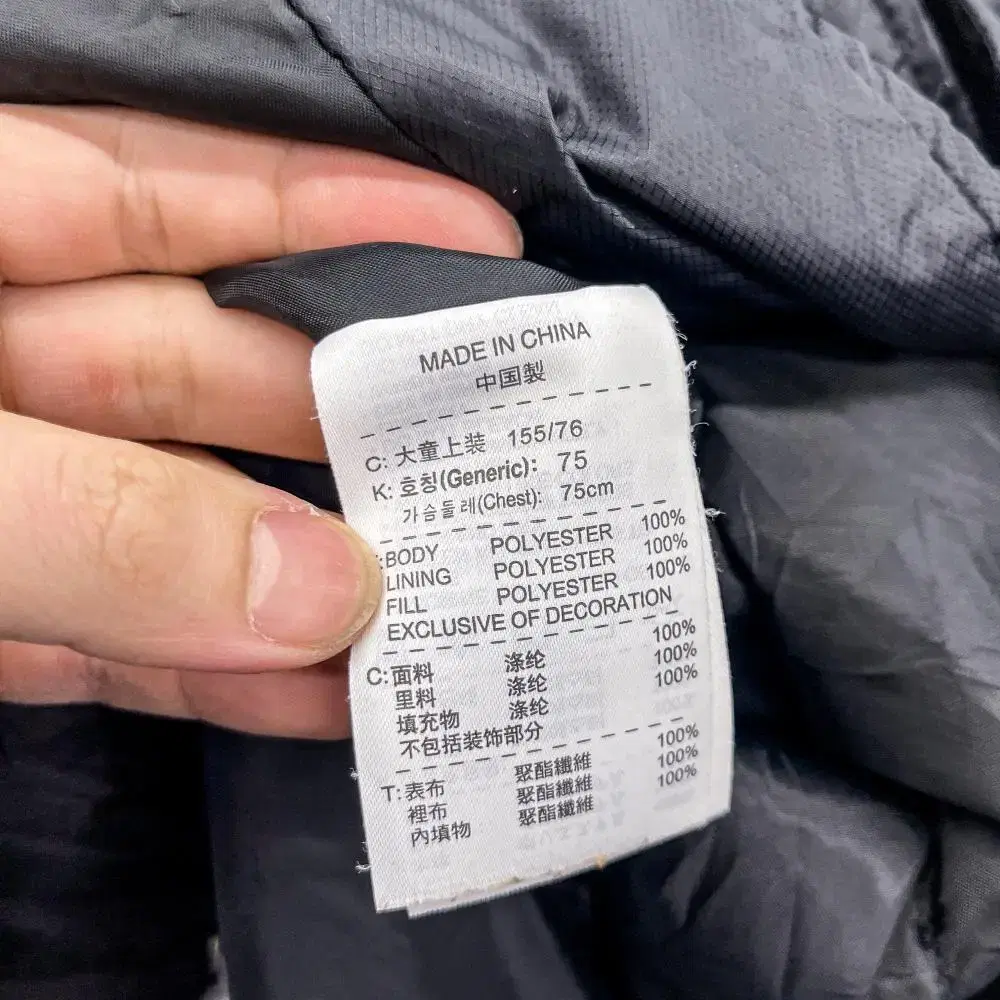 MADE IN CHINA
中国製
C: 大童上装 155/76
K: 호칭(Generic): 75
가슴둘레(Chest): 75cm
:BODY POLYESTER 100%
LINING POLYESTER 100%
FILL POLYESTER 100%
EXCLUSIVE OF DECORATION
C: 面料 涤纶 100%
里料 涤纶 100%
填充物 涤纶 100%
不包括装饰部分
T: 表布 聚酯纖維 100%
裡布 聚酯纖維 100%
內填物 聚酯纖維 100%